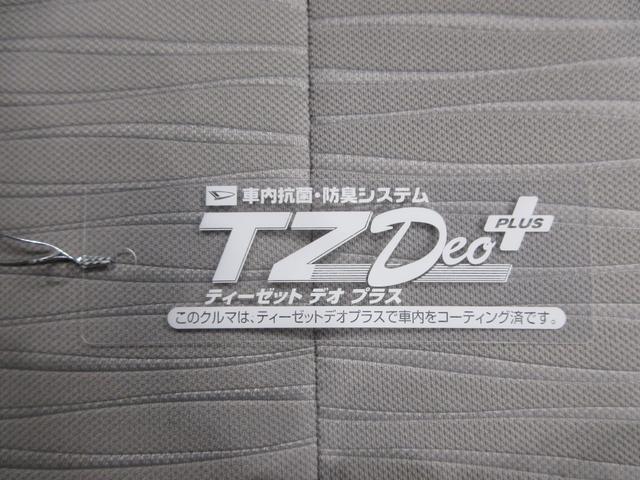 車内抗菌・防臭システム
TZ Deo PLUS
ティーゼット デオ プラス
このクルマは、ティーゼットデオプラスで車内をコーティング済です。